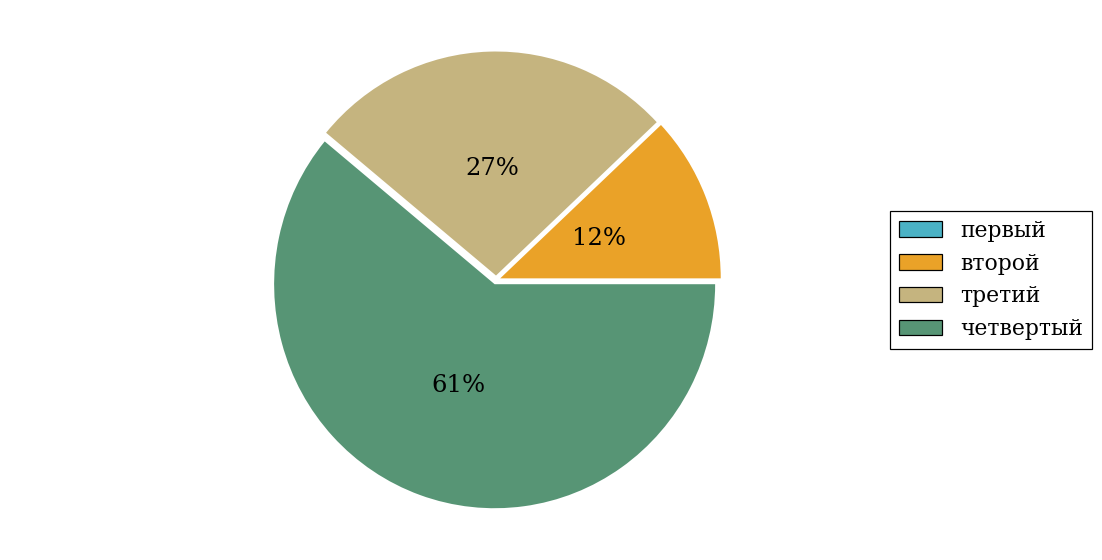 27%
12%
61%
первый
второй
третий
четвертый